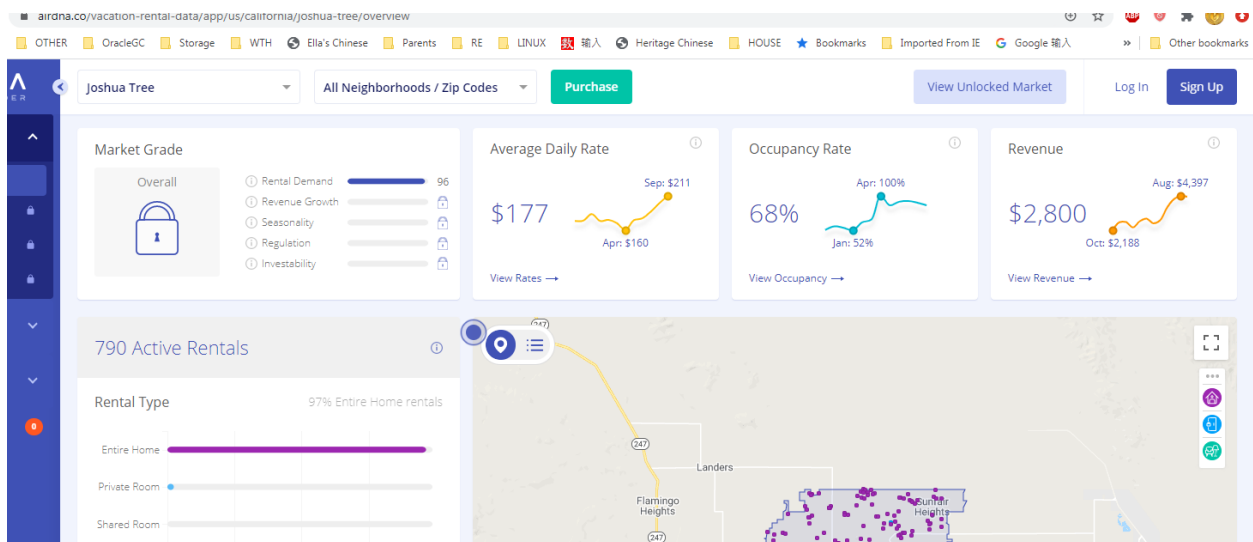 airdna.co/vacation-rental-data/app/us/california/joshua-tree/overview
ABP
OTHER OracleGC Storage WTH Ella's Chinese Parents RE LINUX 输入 Heritage Chinese HOUSE Bookmarks Imported From IE Google 输入 » Other bookmarks
Joshua Tree All Neighborhoods / Zip Codes Purchase View Unlocked Market Log In Sign Up
Market Grade
Overall
Rental Demand 96
Revenue Growth
Seasonality
Regulation
Investability
Average Daily Rate
Sep: $211
$177
Apr: $160
View Rates →
Occupancy Rate
Apr: 100%
68%
Jan: 52%
View Occupancy →
Revenue
Aug: $4,397
$2,800
Oct: $2,188
View Revenue →
790 Active Rentals
Rental Type 97% Entire Home rentals
Entire Home
Private Room
Shared Room
0
247
247
Landers
Flamingo
Heights
Sunfair
Heights
247